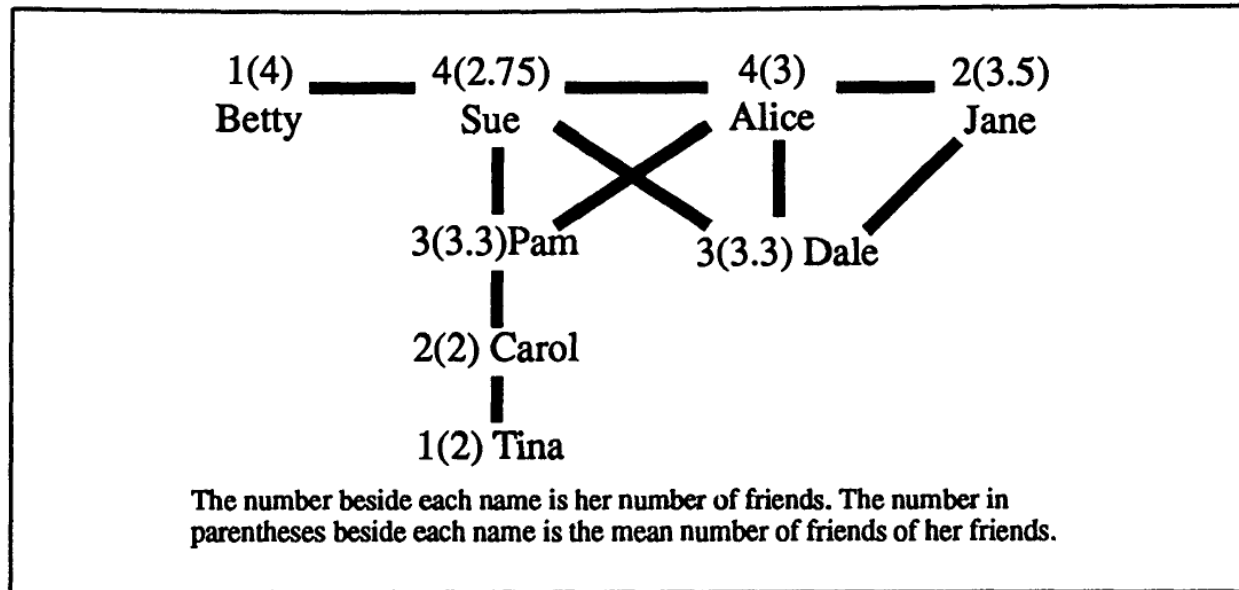 1(4) 4(2.75) 4(3) 2(3.5)
Betty Sue Alice Jane
3(3.3)Pam 3(3.3) Dale
2(2) Carol
1(2) Tina
The number beside each name is her number of friends. The number in
parentheses beside each name is the mean number of friends of her friends.